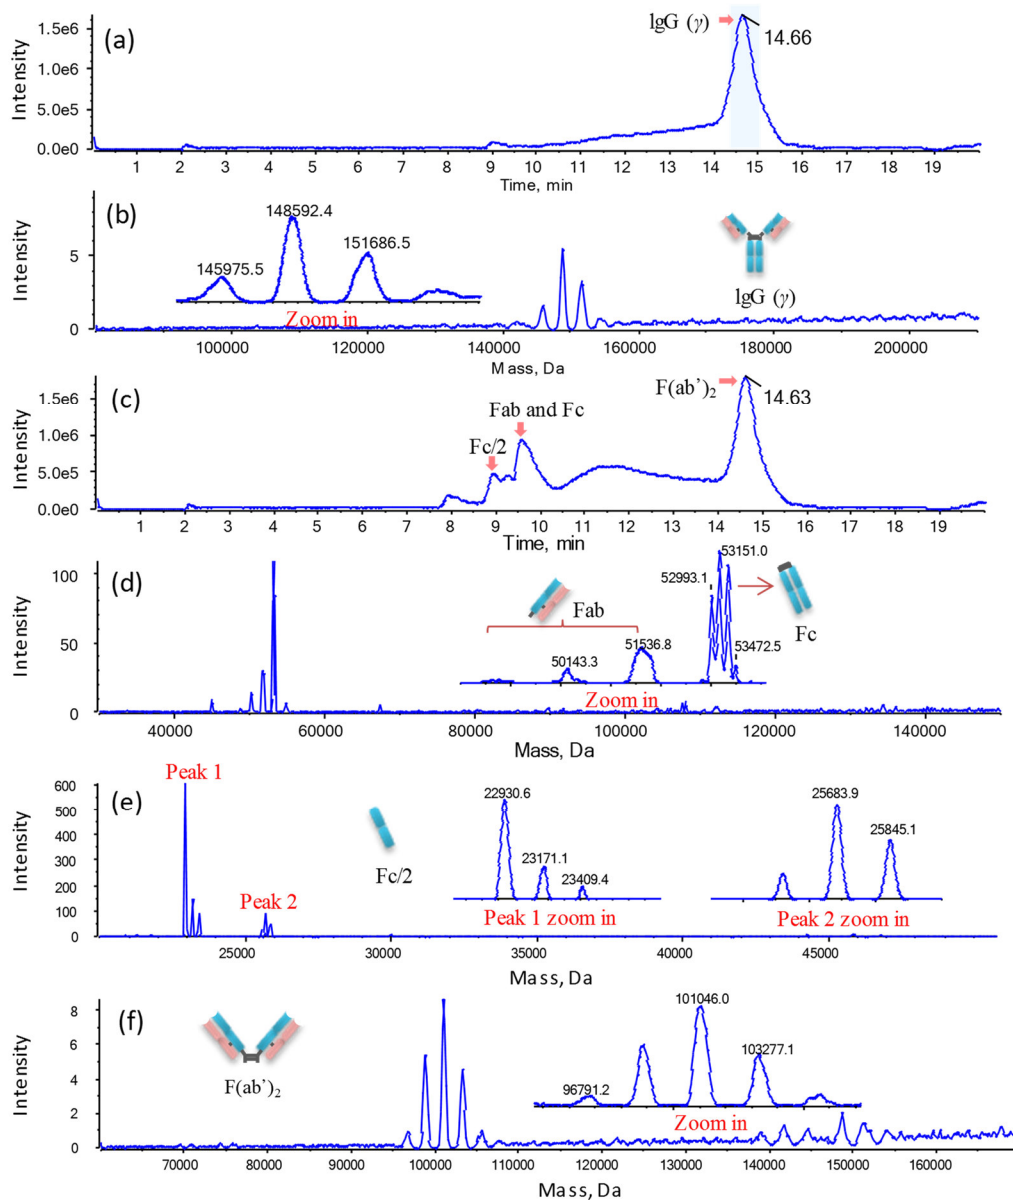 (a)
Intensity
1.5e6
1.0e6
5.0e5
0.0e0
IgG (γ)
14.66
1 2 3 4 5 6 7 8 9 10 11 12 13 14 15 16 17 18 19
Time, min
(b)
Intensity
5
0
145975.5
148592.4
151686.5
Zoom in
IgG (γ)
100000 120000 140000 160000 180000 200000
Mass, Da
(c)
Intensity
1.5e6
1.0e6
5.0e5
0.0e0
Fc/2
Fab and Fc
F(ab’)2
14.63
1 2 3 4 5 6 7 8 9 10 11 12 13 14 15 16 17 18 19
Time, min
(d)
Intensity
100
50
0
Fab
50143.3
51536.8
52993.1
53151.0
53472.5
Fc
Zoom in
40000 60000 80000 100000 120000 140000
Mass, Da
(e)
Intensity
600
500
400
300
200
100
0
Peak 1
Peak 2
Fc/2
22930.6
23171.1
23409.4
Peak 1 zoom in
25683.9
25845.1
Peak 2 zoom in
25000 30000 35000 40000 45000
Mass, Da
(f)
Intensity
8
6
4
2
0
F(ab’)2
96791.2
101046.0
103277.1
Zoom in
70000 80000 90000 100000 110000 120000 130000 140000 150000 160000
Mass, Da